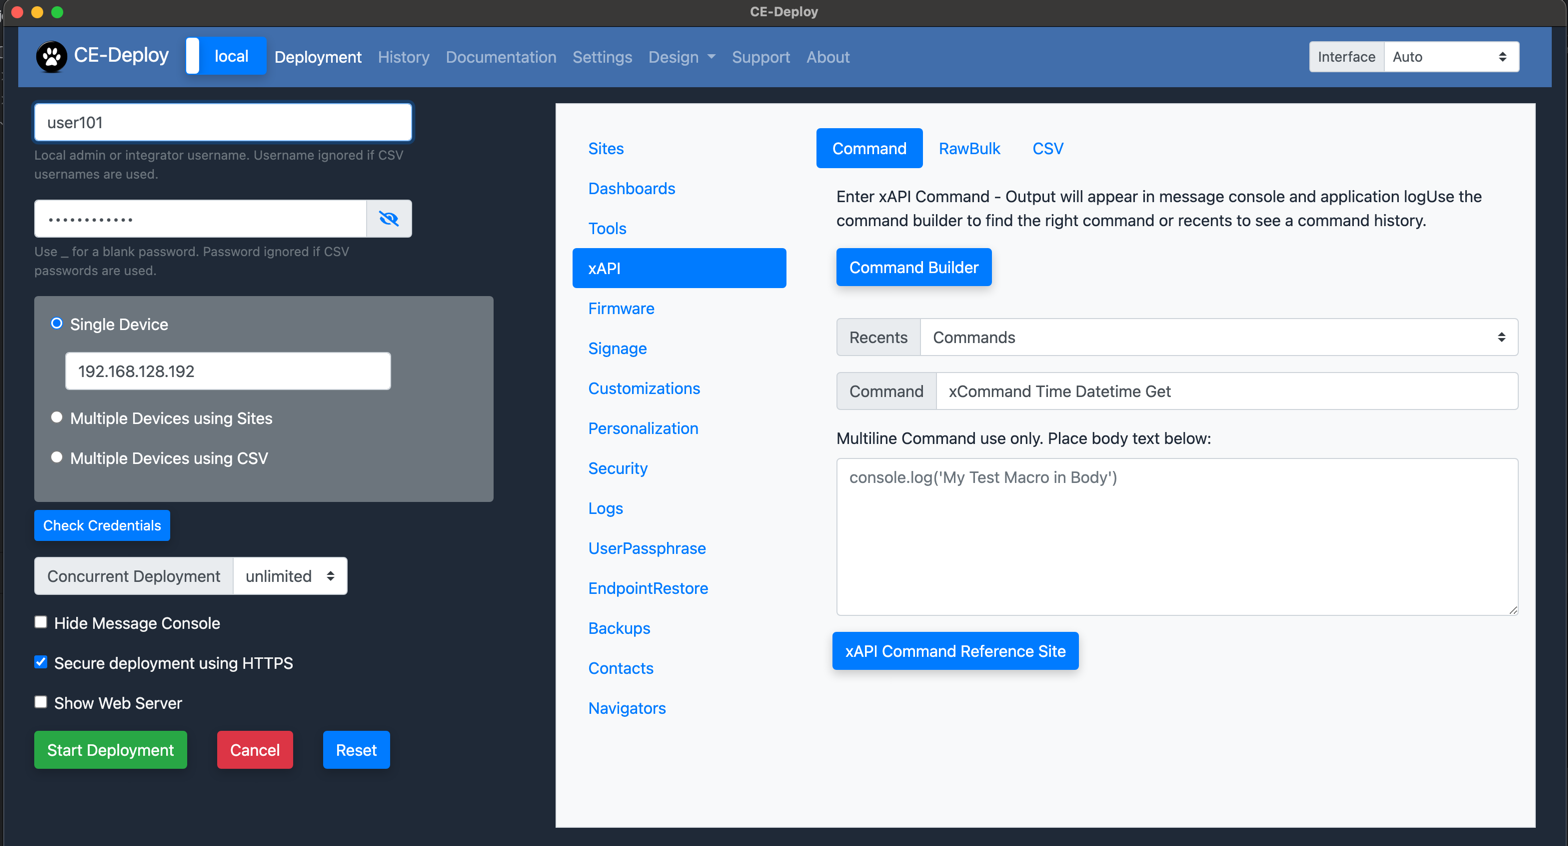 CE-Deploy
CE-Deploy local Deployment History Documentation Settings Design Support About Interface Auto
user101
Local admin or integrator username. Username ignored if CSV
usernames are used.
Use _ for a blank password. Password ignored if CSV
passwords are used.
Single Device
192.168.128.192
Multiple Devices using Sites
Multiple Devices using CSV
Check Credentials
Concurrent Deployment unlimited
Hide Message Console
Secure deployment using HTTPS
Show Web Server
Start Deployment Cancel Reset
Sites
Dashboards
Tools
xAPI
Firmware
Signage
Customizations
Personalization
Security
Logs
UserPassphrase
EndpointRestore
Backups
Contacts
Navigators
Command RawBulk CSV
Enter xAPI Command - Output will appear in message console and application logUse the
command builder to find the right command or recents to see a command history.
Command Builder
Recents Commands
Command xCommand Time Datetime Get
Multiline Command use only. Place body text below:
console.log('My Test Macro in Body')
xAPI Command Reference Site